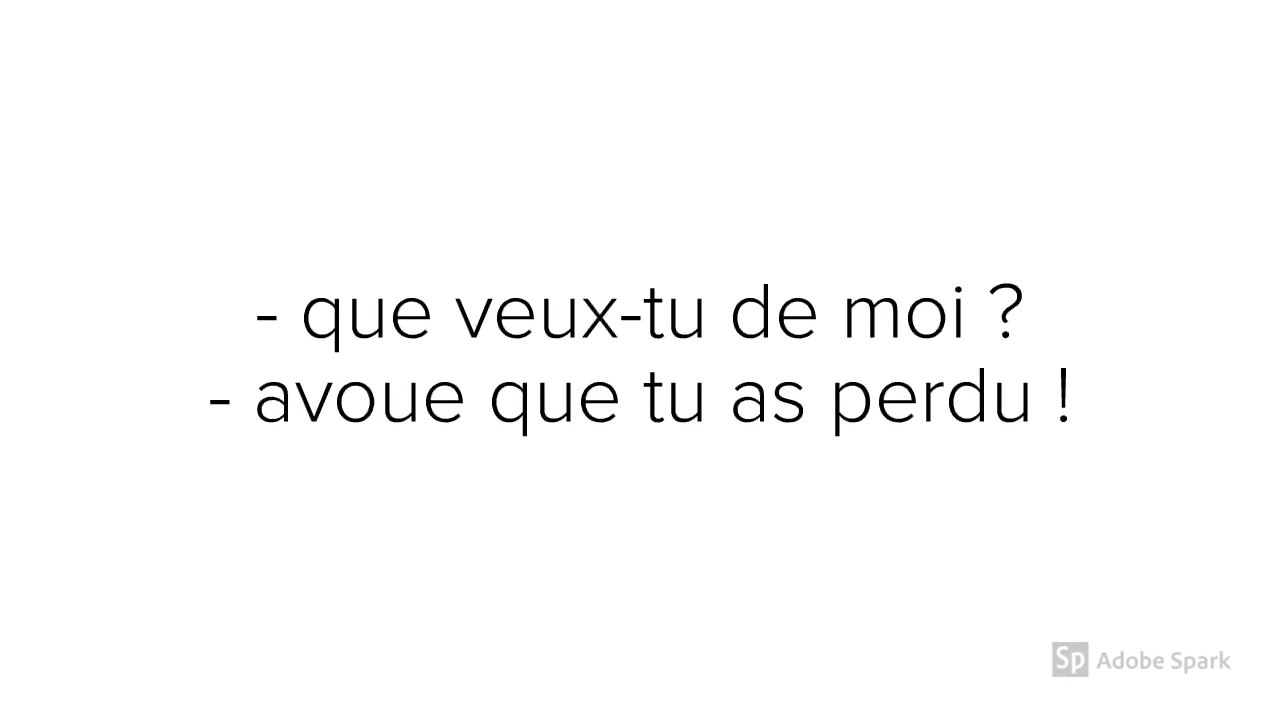 - que veux-tu de moi ?
- avoue que tu as perdu !
Sp Adobe Spark